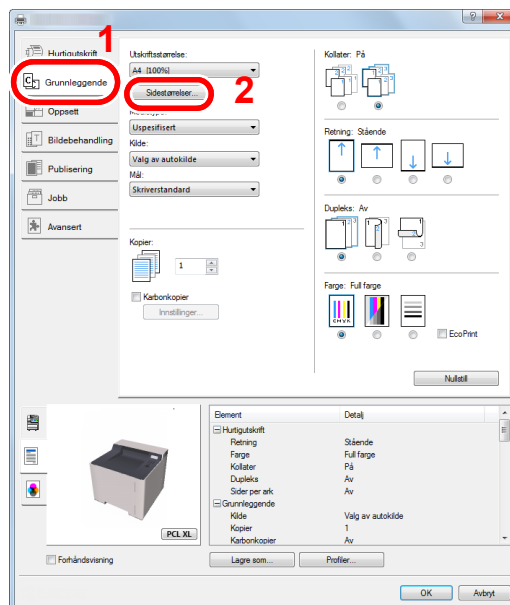 1
Hurtigutskrift
Grunnleggende
Oppsett
Bildebehandling
Publisering
Jobb
Avansert
Utskriftsstørrelse:
A4 [100%]
Sidestørrelser...
2
Uspesifisert
Kilde:
Valg av autokilde
Mål:
Skriverstandard
Kopier:
1
Karbonkopier
Innstillinger...
Kollater: På
Retning: Stående
Dupleks: Av
Farge: Full farge
CMYK
EcoPrint
Nullstill
Element Detalj
Hurtigutskrift
Retning Stående
Farge Full farge
Kollater På
Dupleks Av
Sider per ark Av
Grunnleggende
Kilde Valg av autokilde
Kopier 1
Karbonkopier Av
PCL XL
Forhåndsvisning
Lagre som...
Profiler...
OK
Avbryt